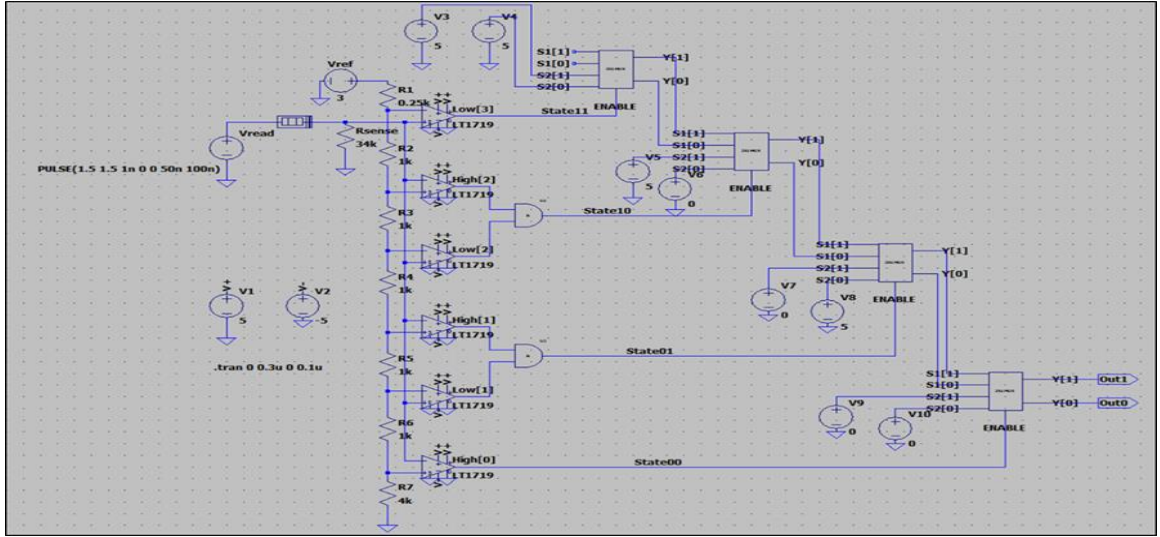 V3
V4
5
5
S1[1]
S1[0]
S2[1]
S2[0]
Y[1]
Y[0]
ENABLE
Vref
3
R1
0.25k
Low[3]
LT1719
State11
Vread
Rsense
34k
PULSE(1.5 1.5 1n 0 0 50n 100n)
R2
1k
High[2]
LT1719
S1[1]
S1[0]
S2[1]
S2[0]
Y[1]
Y[0]
ENABLE
V5
5
V6
0
State10
R3
1k
Low[2]
LT1719
S1[1]
S1[0]
S2[1]
S2[0]
Y[1]
Y[0]
ENABLE
V7
0
V8
5
R4
1k
V1
5
V2
-5
High[1]
LT1719
State01
.tran 0 0.3u 0 0.1u
R5
1k
Low[1]
LT1719
S1[1]
S1[0]
S2[1]
S2[0]
Y[1]
Y[0]
Out1
Out0
ENABLE
V9
0
V10
0
R6
1k
High[0]
LT1719
State00
R7
4k